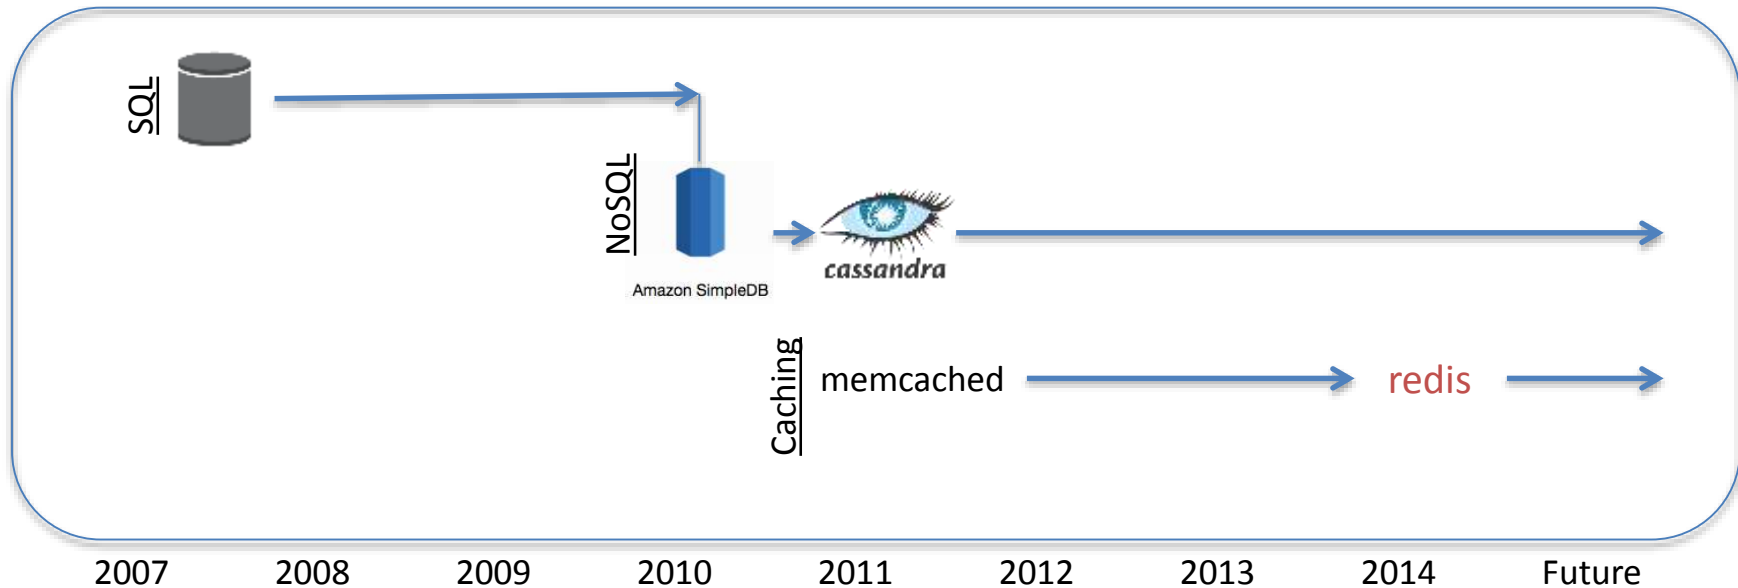 SQL
NoSQL
Amazon SimpleDB
cassandra
Caching
memcached
redis
2007 2008 2009 2010 2011 2012 2013 2014 Future